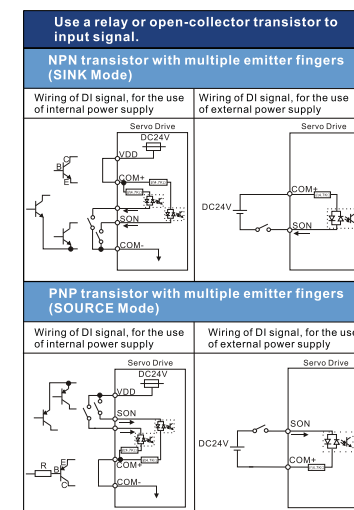 Use a relay or open-collector transistor to
input signal.
NPN transistor with multiple emitter fingers
(SINK Mode)
Wiring of DI signal, for the use
of internal power supply
Wiring of DI signal, for the use
of external power supply
Servo Drive
DC24V
VDD
C
B
E
COM+
SON
COM-
Servo Drive
COM+
DC24V
SON
PNP transistor with multiple emitter fingers
(SOURCE Mode)
Wiring of DI signal, for the use
of internal power supply
Wiring of DI signal, for the use
of external power supply
Servo Drive
DC24V
VDD
SON
R
B
E
C
COM+
COM-
Servo Drive
SON
DC24V
COM+